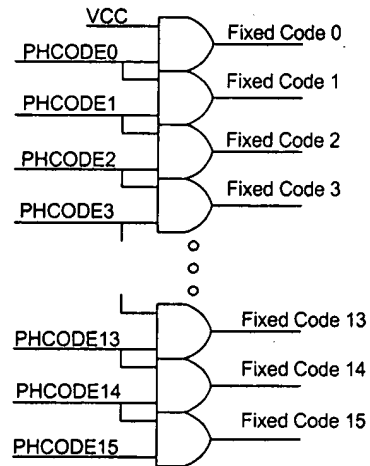 VCC
Fixed Code 0
PHCODE0
Fixed Code 1
PHCODE1
Fixed Code 2
PHCODE2
Fixed Code 3
PHCODE3
Fixed Code 13
PHCODE13
Fixed Code 14
PHCODE14
Fixed Code 15
PHCODE15